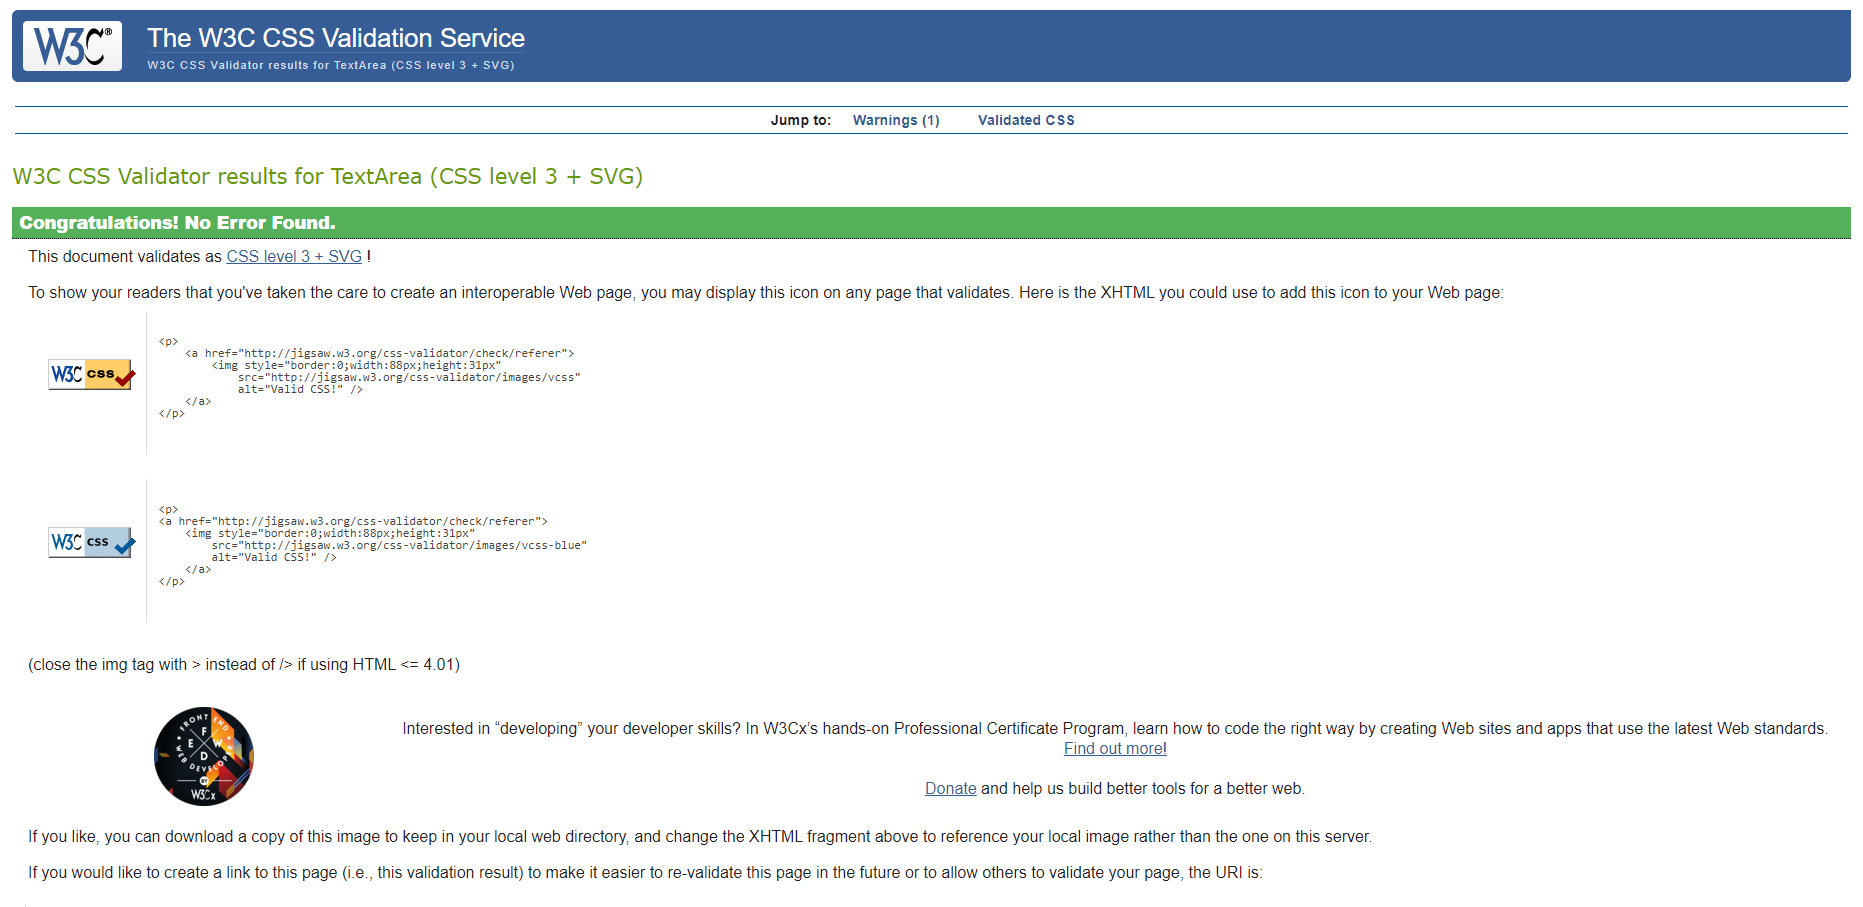 W3C®
The W3C CSS Validation Service
W3C CSS Validator results for TextArea (CSS level 3 + SVG)
Jump to: Warnings (1) Validated CSS
W3C CSS Validator results for TextArea (CSS level 3 + SVG)
Congratulations! No Error Found.
This document validates as CSS level 3 + SVG !
To show your readers that you've taken the care to create an interoperable Web page, you may display this icon on any page that validates. Here is the XHTML you could use to add this icon to your Web page:
W3C css
<p>
    <a href="http://jigsaw.w3.org/css-validator/check/referer">
        <img style="border:0;width:88px;height:31px"
            src="http://jigsaw.w3.org/css-validator/images/vcss"
            alt="Valid CSS!" />
    </a>
</p>
W3C css
<p>
<a href="http://jigsaw.w3.org/css-validator/check/referer">
    <img style="border:0;width:88px;height:31px"
        src="http://jigsaw.w3.org/css-validator/images/vcss-blue"
        alt="Valid CSS!" />
    </a>
</p>
(close the img tag with > instead of /> if using HTML <= 4.01)
FRONT END
F
E W
D
WEB DEVELOPER
BY
W3Cx
Interested in “developing” your developer skills? In W3Cx’s hands-on Professional Certificate Program, learn how to code the right way by creating Web sites and apps that use the latest Web standards.
Find out more!
Donate and help us build better tools for a better web.
If you like, you can download a copy of this image to keep in your local web directory, and change the XHTML fragment above to reference your local image rather than the one on this server.
If you would like to create a link to this page (i.e., this validation result) to make it easier to re-validate this page in the future or to allow others to validate your page, the URI is: